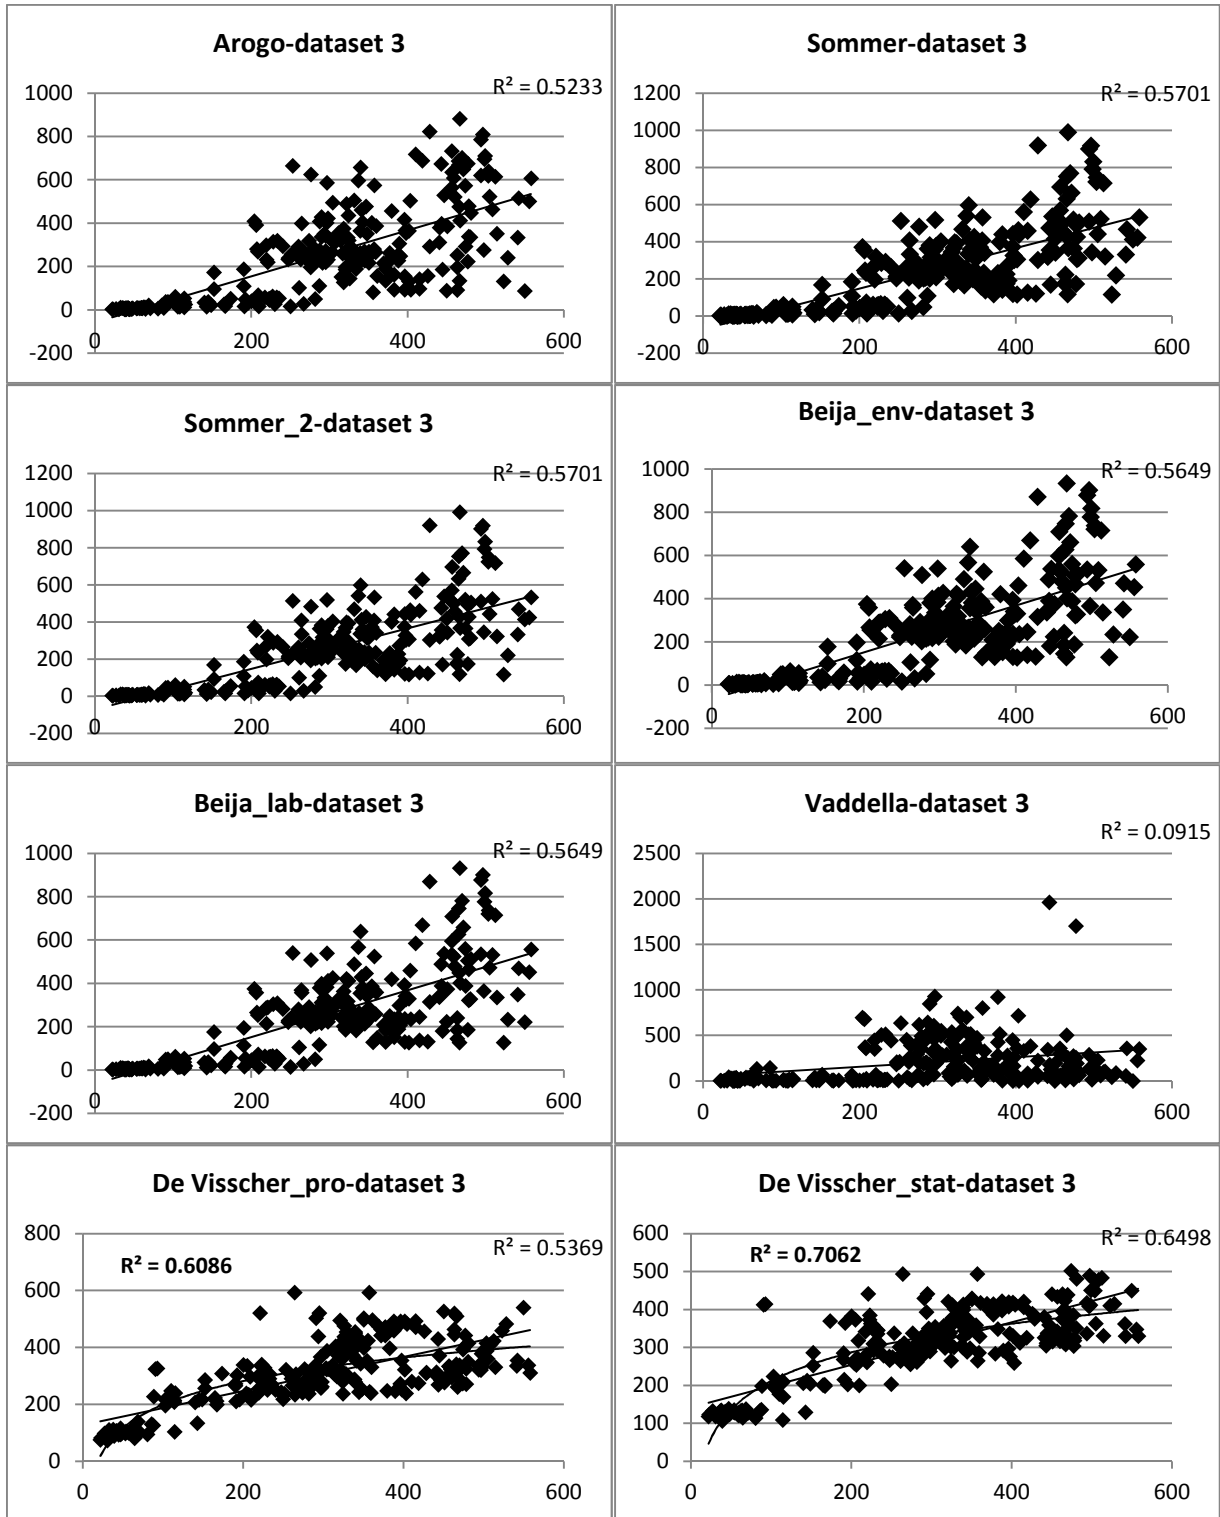 Arogo-dataset 3
R² = 0.5233
1000
800
600
400
200
0
-200
0 200 400 600
Sommer-dataset 3
R² = 0.5701
1200
1000
800
600
400
200
0
-200
0 200 400 600
Sommer_2-dataset 3
R² = 0.5701
1200
1000
800
600
400
200
0
-200
0 200 400 600
Beija_env-dataset 3
R² = 0.5649
1000
800
600
400
200
0
-200
0 200 400 600
Beija_lab-dataset 3
R² = 0.5649
1000
800
600
400
200
0
-200
0 200 400 600
Vaddella-dataset 3
R² = 0.0915
2500
2000
1500
1000
500
0
0 200 400 600
De Visscher_pro-dataset 3
R² = 0.5369
R² = 0.6086
800
600
400
200
0
0 200 400 600
De Visscher_stat-dataset 3
R² = 0.6498
R² = 0.7062
600
500
400
300
200
100
0
0 200 400 600